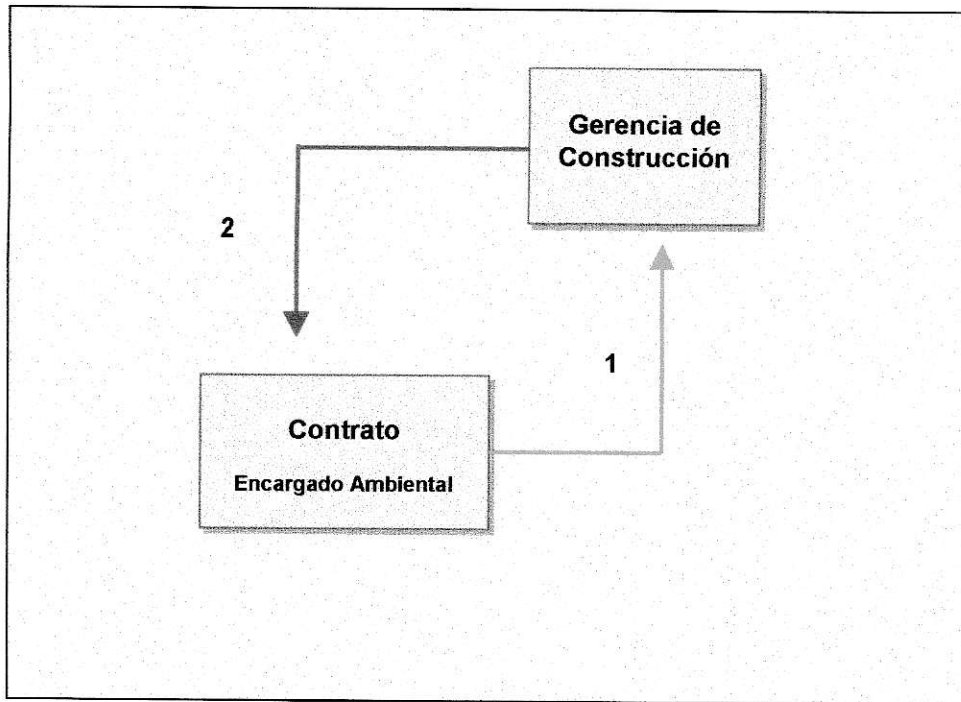 Gerencia de
Construcción
2
1
Contrato
Encargado Ambiental